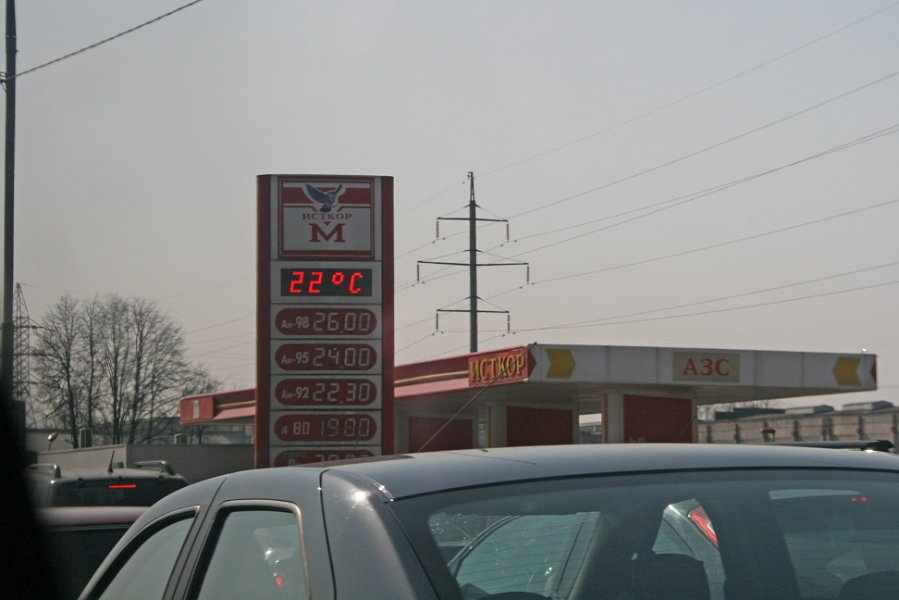 ИСТКОР
М
22°C
Аи-98 26.00
Аи-95 24.00
Аи-92 22.30
А 80 19.00
ИСТКОР
АЗС